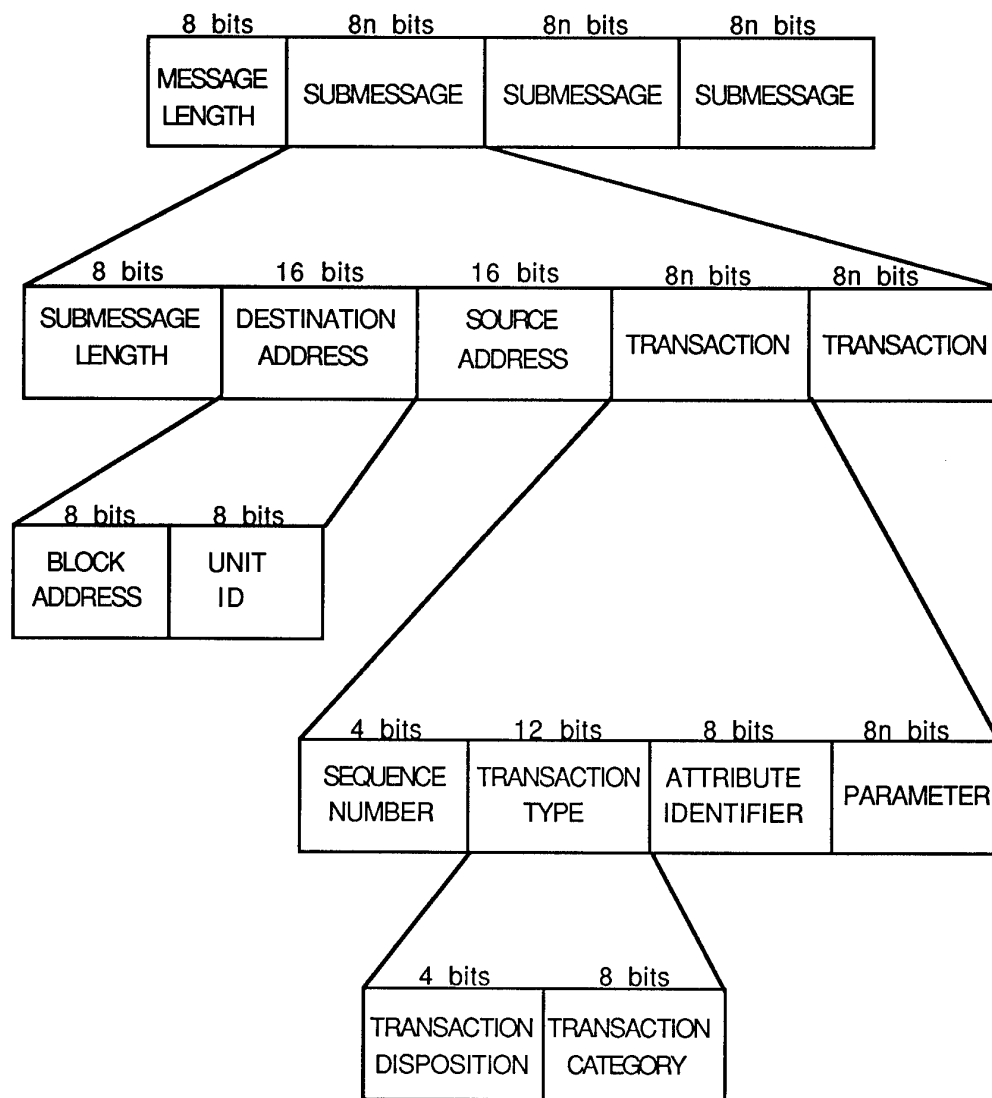 8 bits 8n bits 8n bits 8n bits
MESSAGE LENGTH
SUBMESSAGE
SUBMESSAGE
SUBMESSAGE
8 bits 16 bits 16 bits 8n bits 8n bits
SUBMESSAGE
LENGTH
DESTINATION
ADDRESS
SOURCE
ADDRESS
TRANSACTION
TRANSACTION
8 bits 8 bits
BLOCK
ADDRESS
UNIT
ID
4 bits 12 bits 8 bits 8n bits
SEQUENCE
NUMBER
TRANSACTION
TYPE
ATTRIBUTE
IDENTIFIER
PARAMETER
4 bits 8 bits
TRANSACTION
DISPOSITION
TRANSACTION
CATEGORY